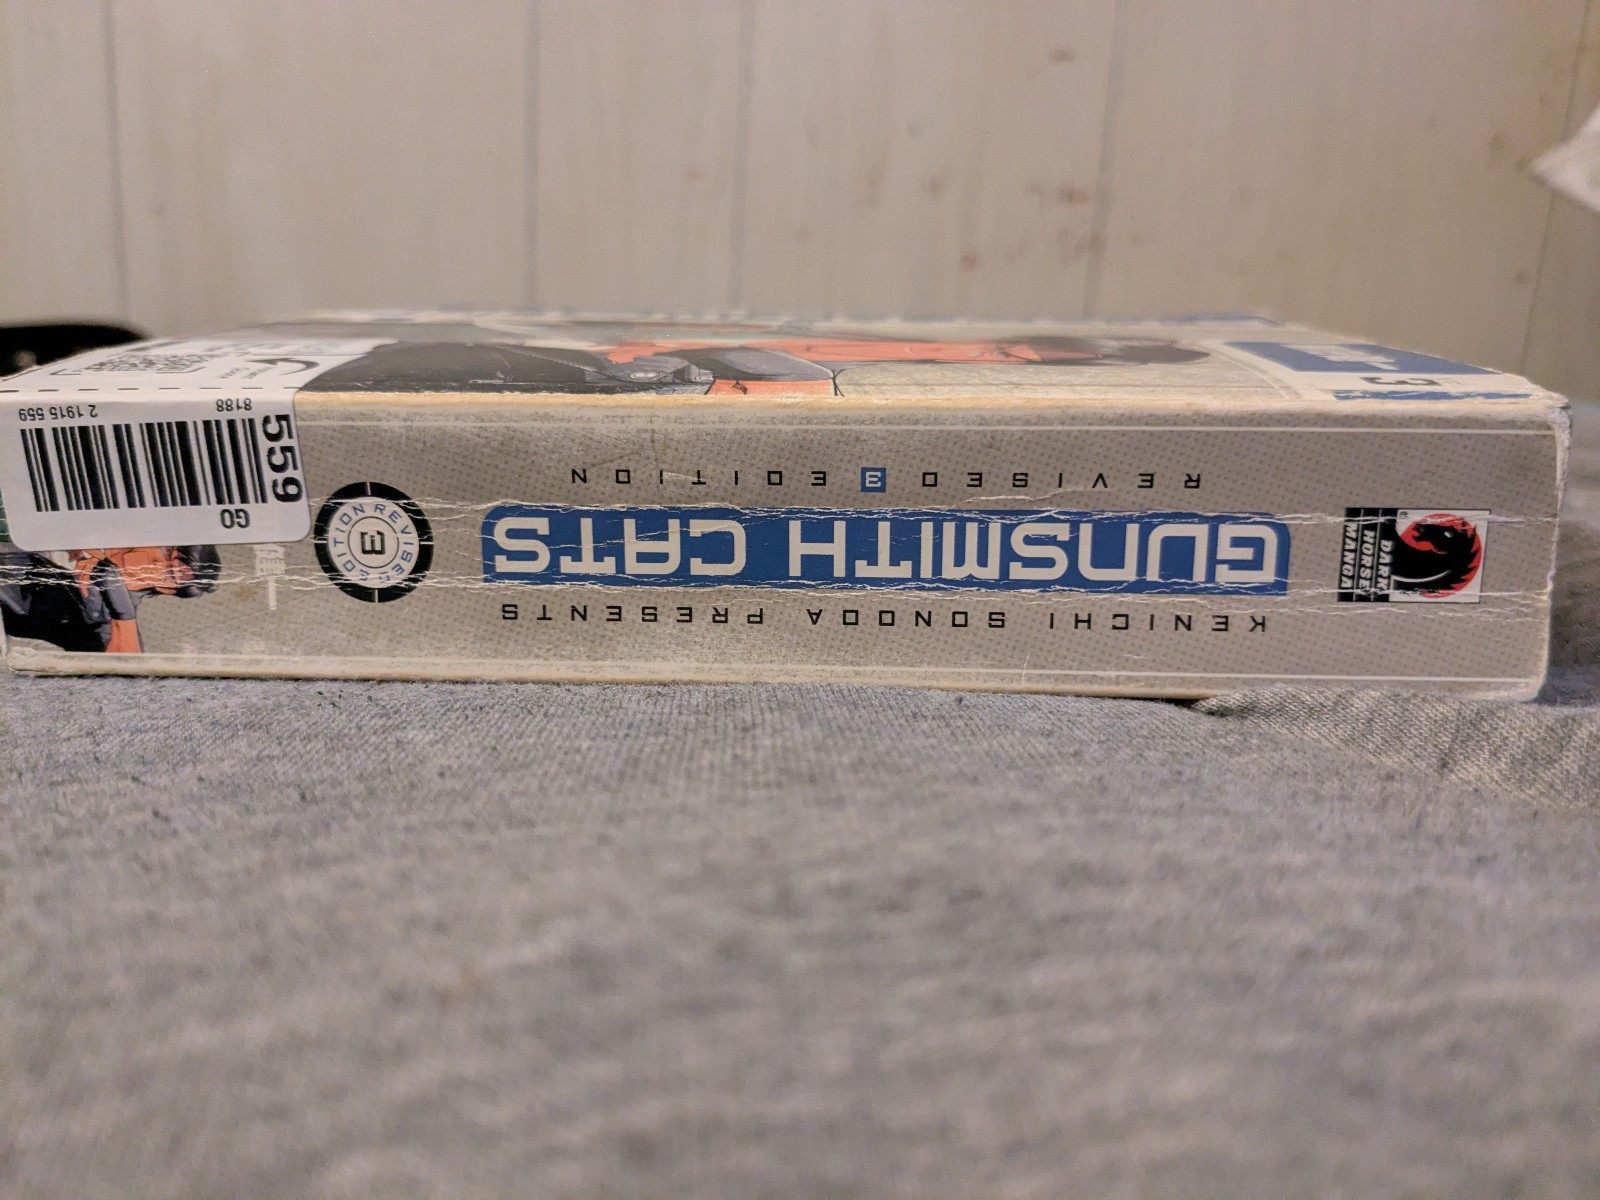 KENICHI SONODA PRESENTS
GUNSMITH CATS
REVISED 3 EDITION
DARK
HORSE
MANGA
REVISED EDITION
3
3
559
GO
8188
2 1915 559